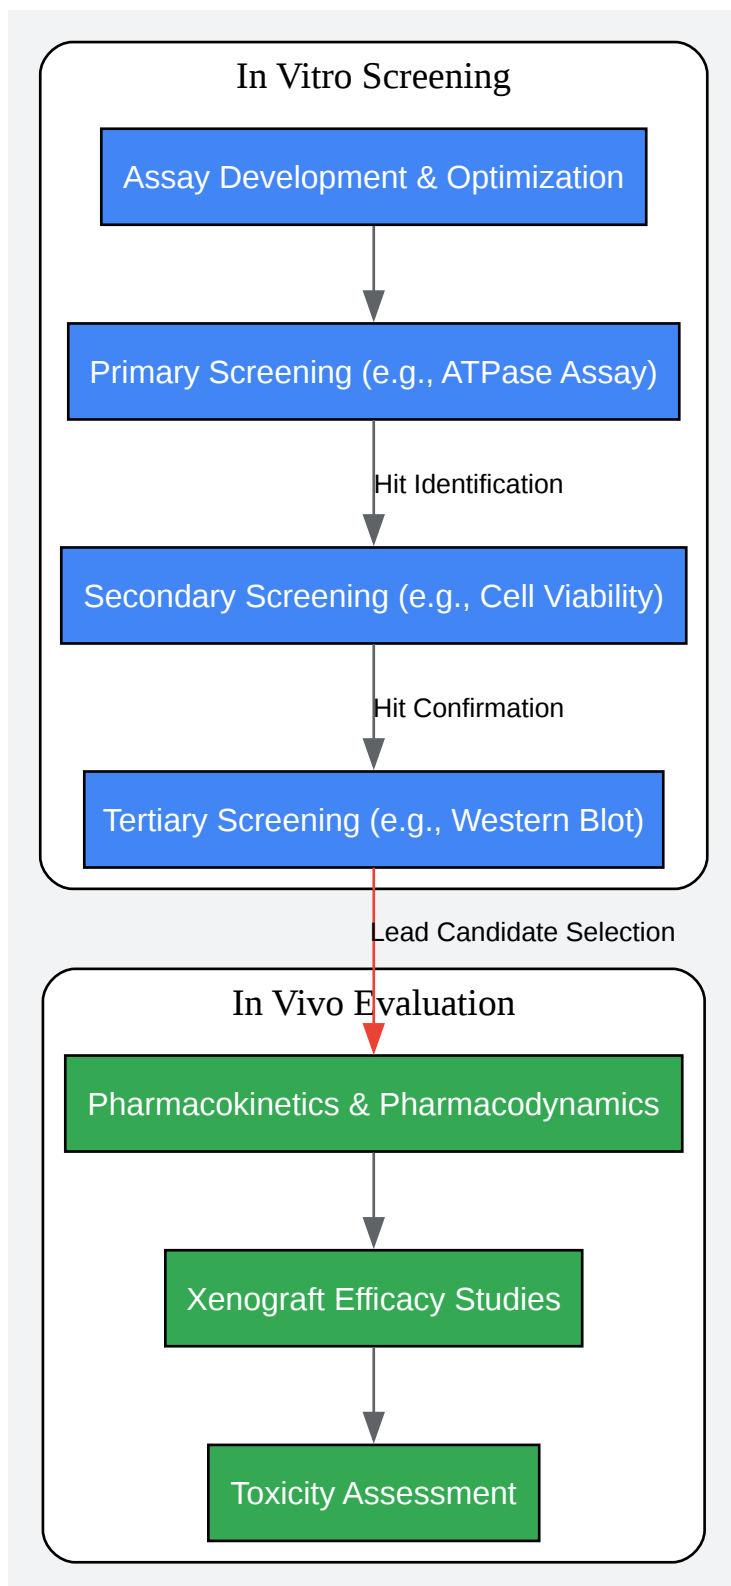 In Vitro Screening
Assay Development & Optimization
Primary Screening (e.g., ATPase Assay)
Hit Identification
Secondary Screening (e.g., Cell Viability)
Hit Confirmation
Tertiary Screening (e.g., Western Blot)
Lead Candidate Selection
In Vivo Evaluation
Pharmacokinetics & Pharmacodynamics
Xenograft Efficacy Studies
Toxicity Assessment